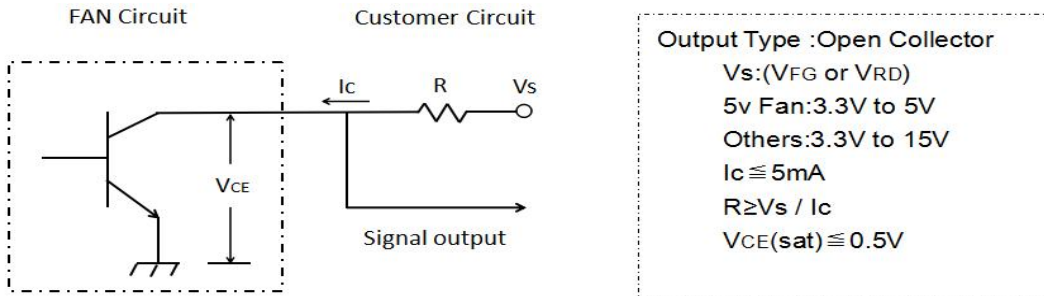 FAN Circuit
Customer Circuit
Ic
R
Vs
VCE
Signal output
Output Type :Open Collector
Vs:(VFG or VRD)
5v Fan:3.3V to 5V
Others:3.3V to 15V
Ic≦5mA
R≥Vs / Ic
VCE(sat)≦0.5V